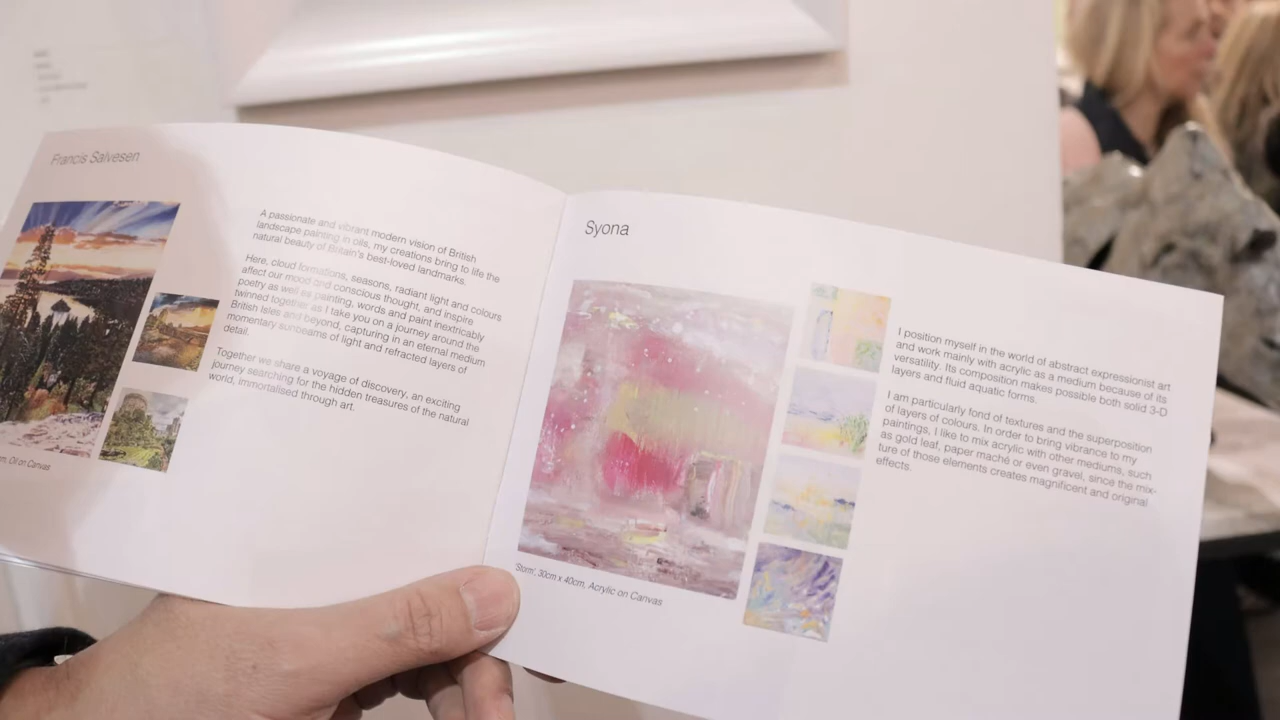 Francis Salvesen
A passionate and vibrant modern vision of British
landscape painting in oils, my creations bring to life the
natural beauty of Britain's best-loved landmarks.
Here, cloud formations, seasons, radiant light and colours
affect our mood and conscious thought, and inspire
poetry as well as painting, words and paint inextricably
twinned together as I take you on a journey around the
British Isles and beyond, capturing in an eternal medium
momentary sunbeams of light and refracted layers of
detail.
Together we share a voyage of discovery, an exciting
journey searching for the hidden treasures of the natural
world, immortalised through art.
Oil on Canvas
Syona
'Storm', 30cm x 40cm, Acrylic on Canvas
I position myself in the world of abstract expressionist art
and work mainly with acrylic as a medium because of its
versatility. Its composition makes possible both solid 3-D
layers and fluid aquatic forms.
I am particularly fond of textures and the superposition
of layers of colours. In order to bring vibrance to my
paintings, I like to mix acrylic with other mediums, such
as gold leaf, paper maché or even gravel, since the mix-
ture of those elements creates magnificent and original
effects.